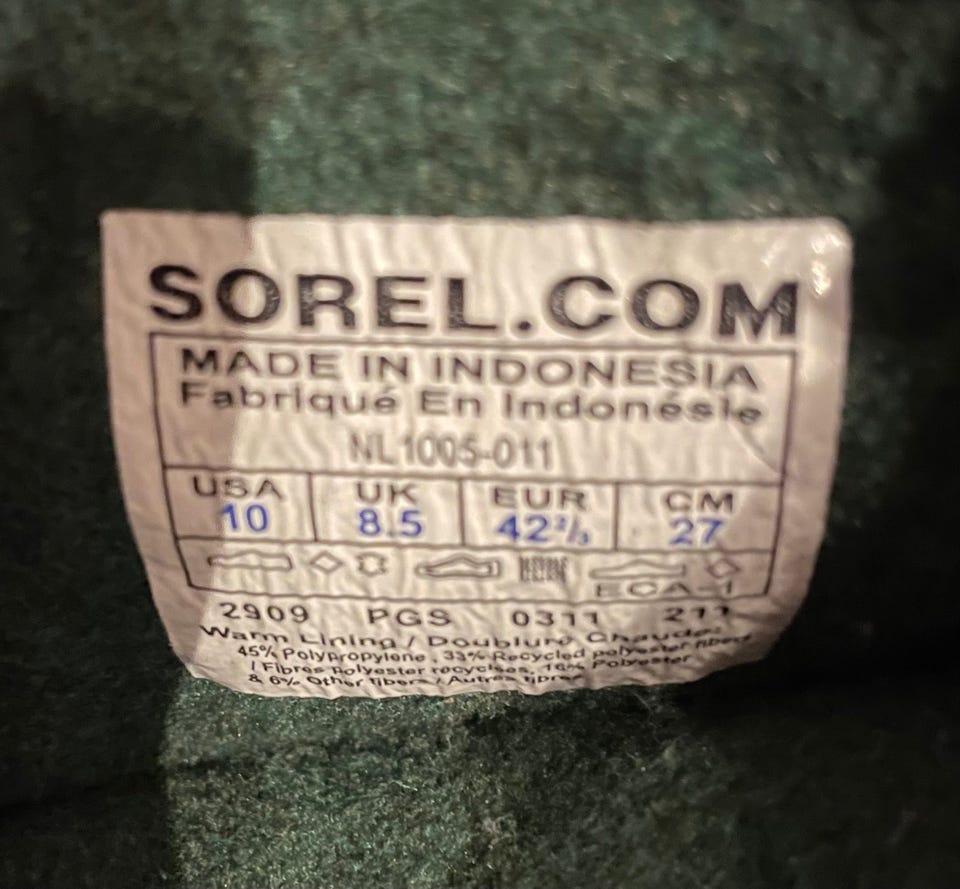 SOREL.COM
MADE IN INDONESIA
Fabriqué En Indonésie
NL1005-011
USA UK EUR CM
10 8.5 42²/₃ 27
ECA-1
2909 PGS 0311 211
Warm Lining / Doublure Chaude:
45% Polypropylene, 33% Recycled polyester fibers
/ Fibres Polyester recyclées, 16% Polyester
& 6% Other fibers / Autres fibres